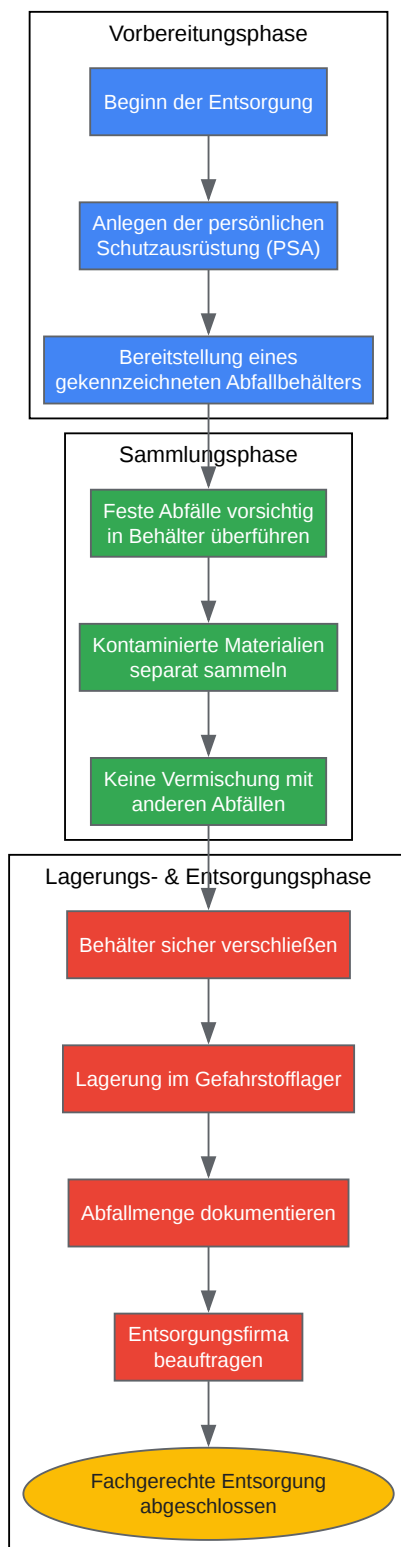 Vorbereitungsphase
Beginn der Entsorgung
Anlegen der persönlichen
Schutzausrüstung (PSA)
Bereitstellung eines
gekennzeichneten Abfallbehälters
Sammlungsphase
Feste Abfälle vorsichtig
in Behälter überführen
Kontaminierte Materialien
separat sammeln
Keine Vermischung mit
anderen Abfällen
Lagerungs- & Entsorgungsphase
Behälter sicher verschließen
Lagerung im Gefahrstofflager
Abfallmenge dokumentieren
Entsorgungsfirma
beauftragen
Fachgerechte Entsorgung
abgeschlossen